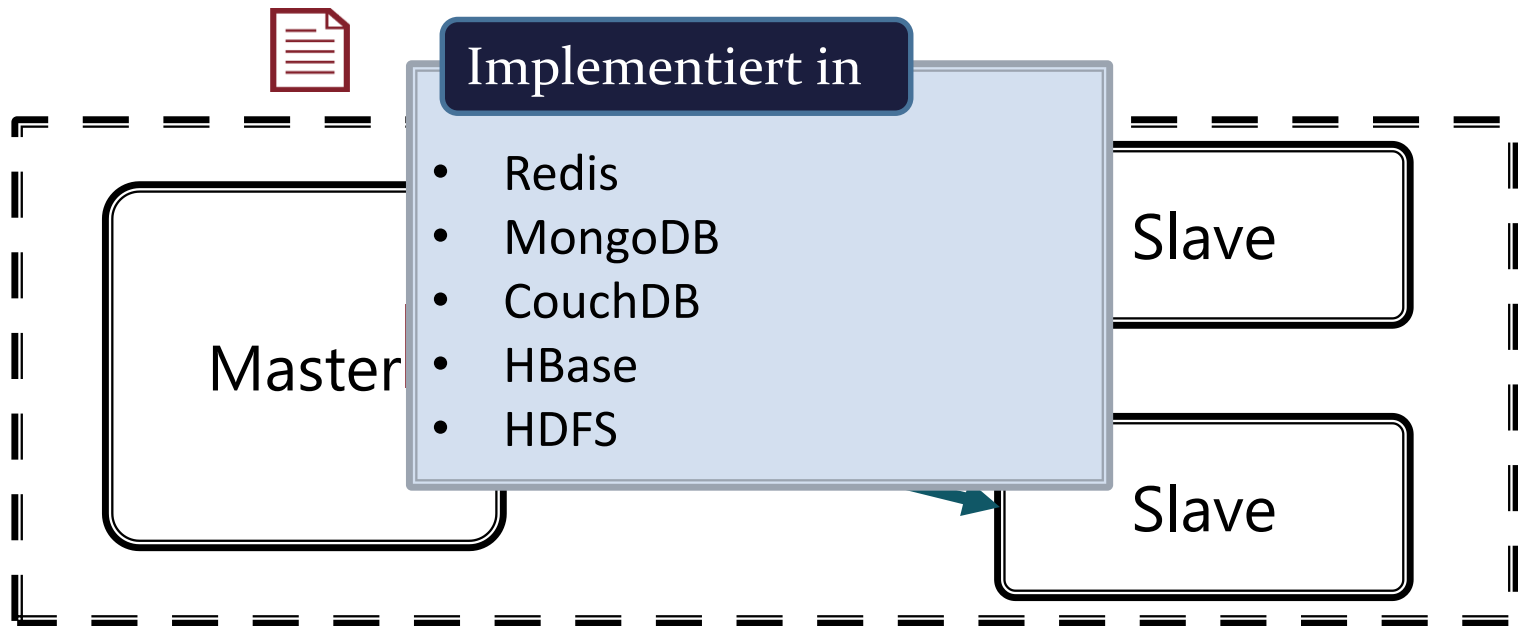 Implementiert in
• Redis
• MongoDB
• CouchDB
• HBase
• HDFS
Master
Slave
Slave